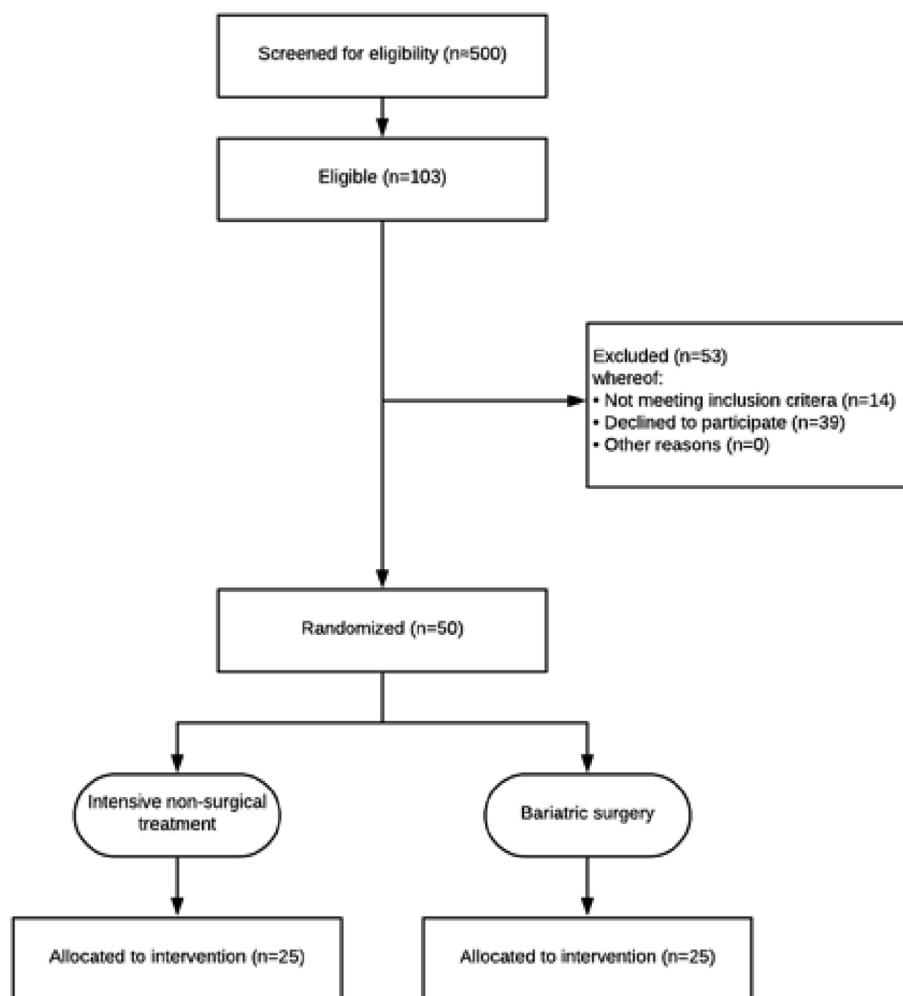 Screened for eligibility (n≈500)
Eligible (n=103)
Excluded (n=53)
whereof:
• Not meeting inclusion critera (n=14)
• Declined to participate (n=39)
• Other reasons (n=0)
Randomized (n=50)
Intensive non-surgical
treatment
Bariatric surgery
Allocated to intervention (n=25)
Allocated to intervention (n=25)